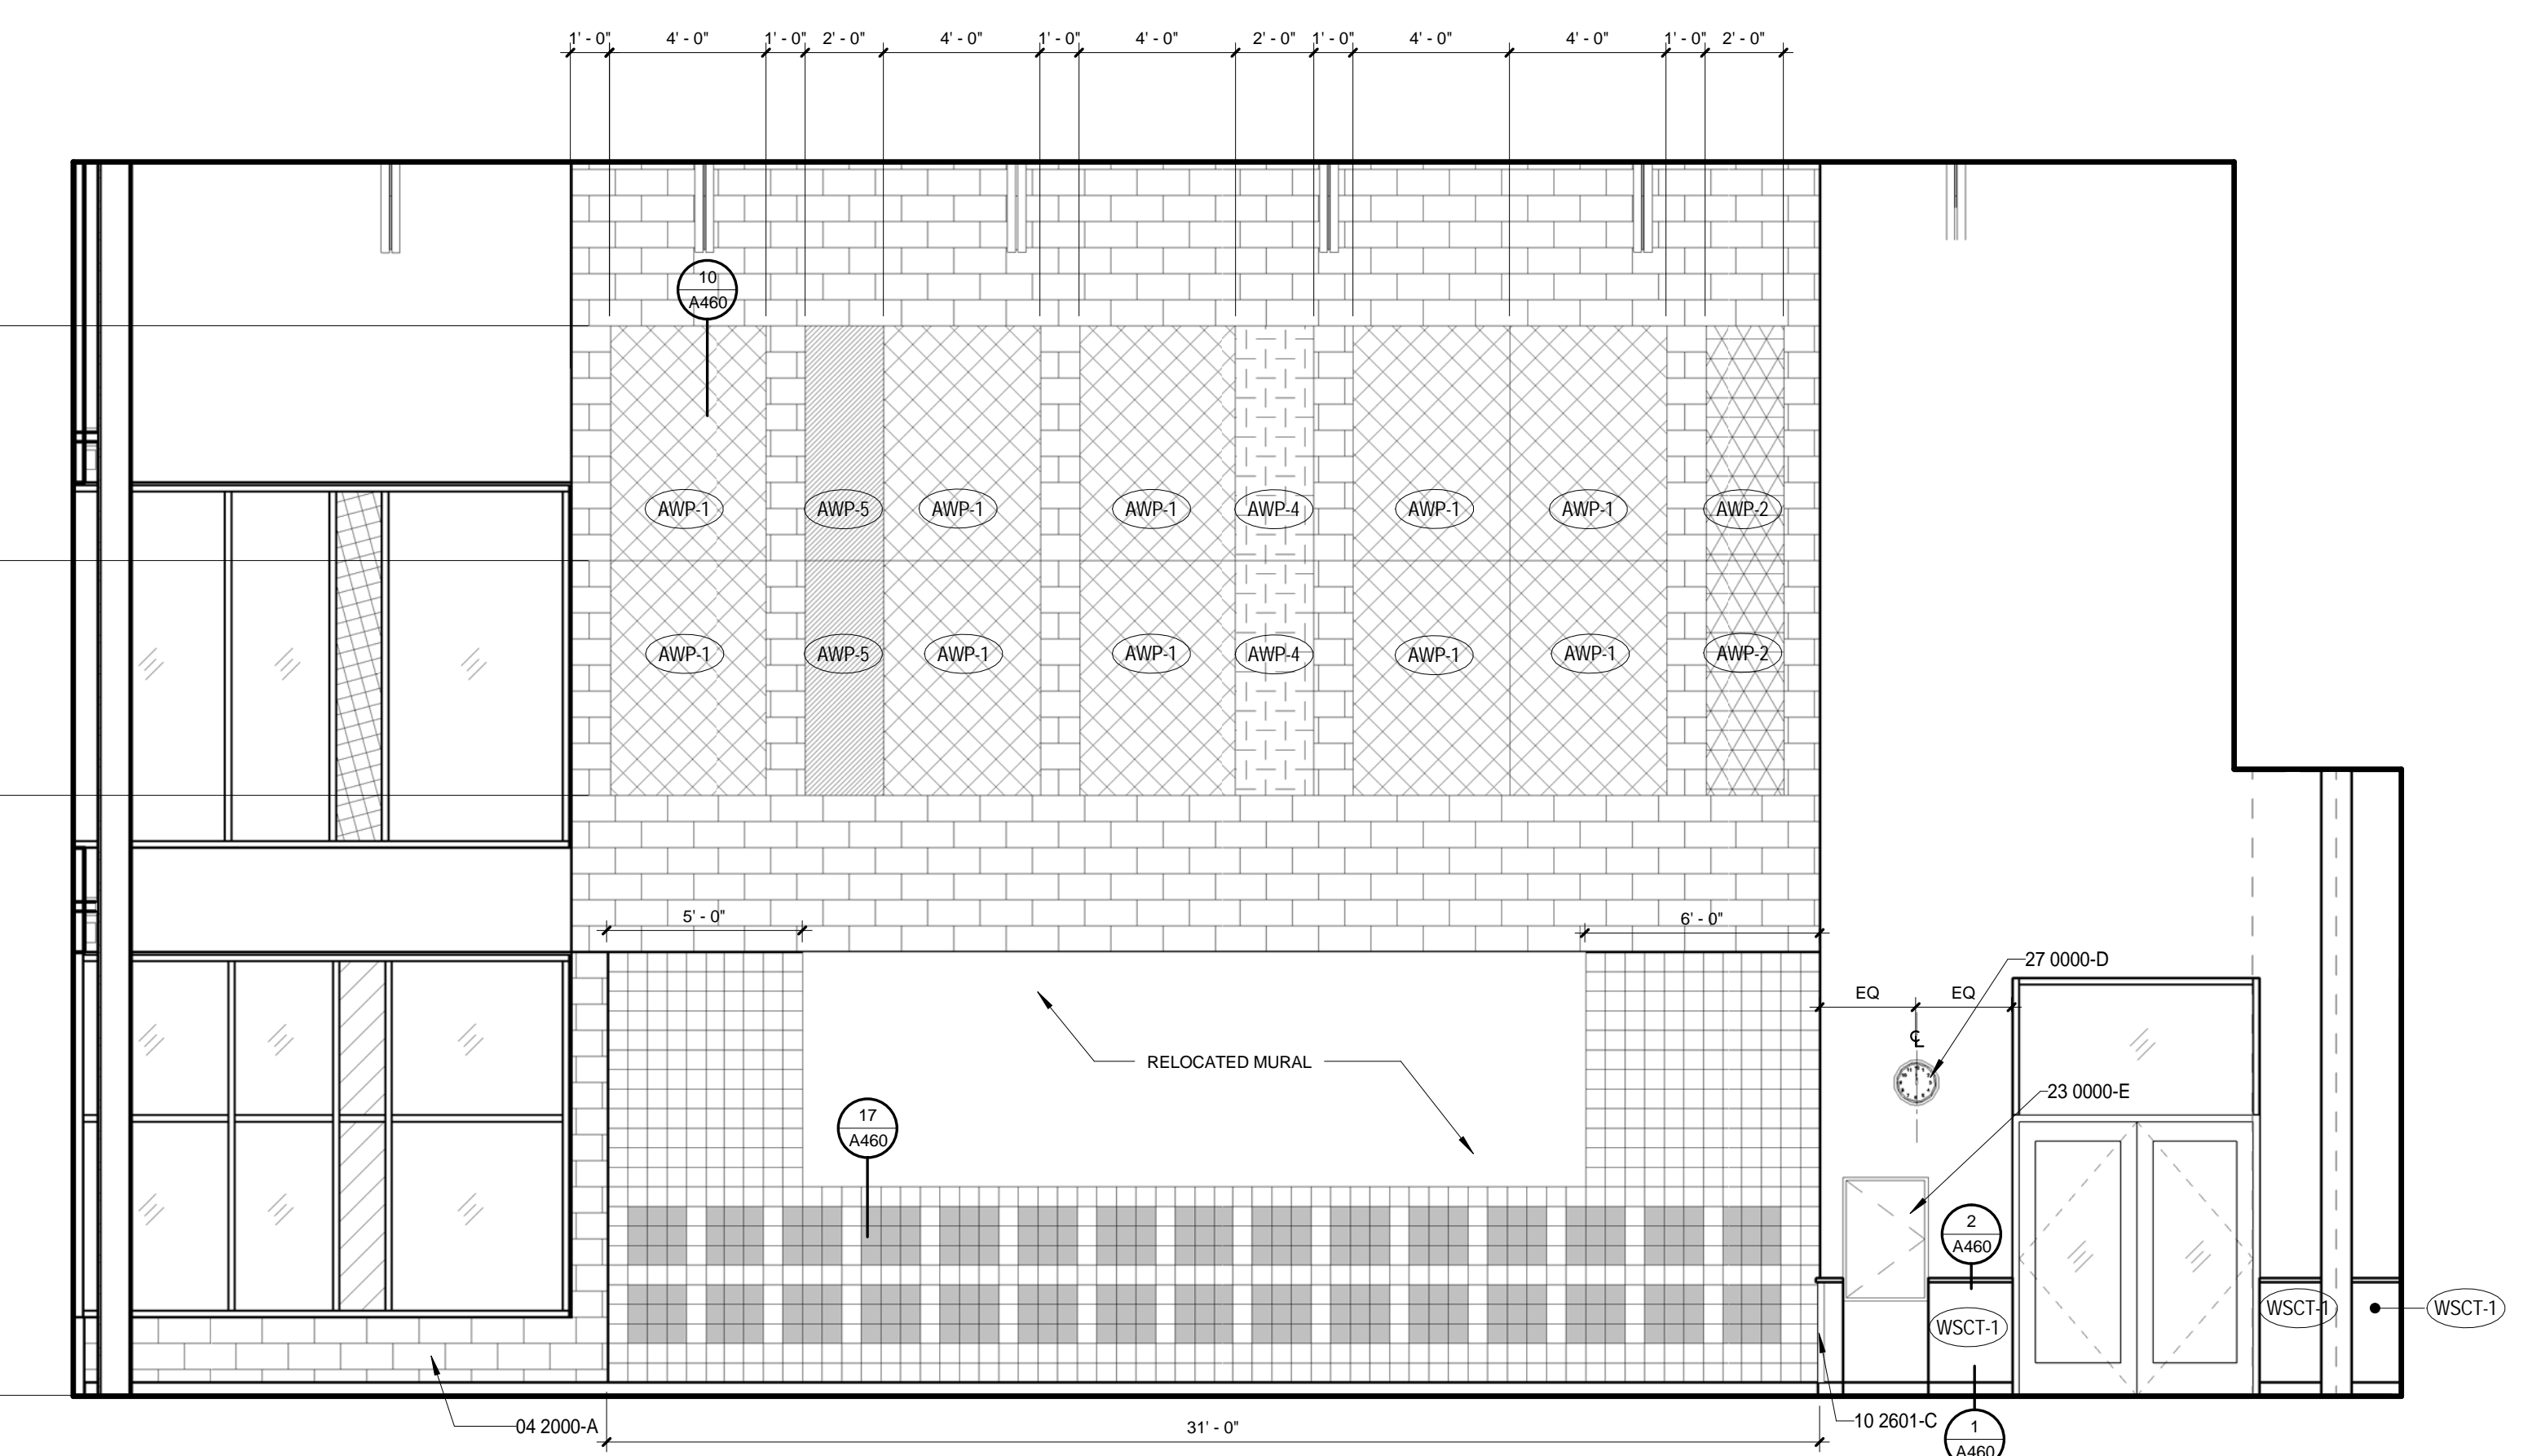 1' - 0" 4' - 0" 1' - 0" 2' - 0" 4' - 0" 1' - 0" 4' - 0" 2' - 0" 1' - 0" 4' - 0" 4' - 0" 1' - 0" 2' - 0"
10
A460
AWP-1 AWP-5 AWP-1 AWP-1 AWP-4 AWP-1 AWP-1 AWP-2
AWP-1 AWP-5 AWP-1 AWP-1 AWP-4 AWP-1 AWP-1 AWP-2
5' - 0" 6' - 0"
27 0000-D
EQ EQ
℄
RELOCATED MURAL
23 0000-E
17
A460
2
A460
WSCT-1 WSCT-1 WSCT-1
04 2000-A
31' - 0"
10 2601-C
1
A460